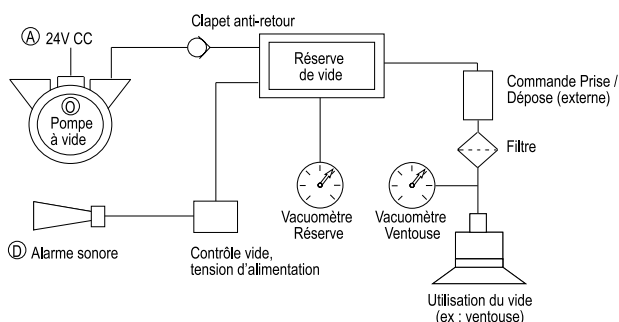 Clapet anti-retour
A 24V CC
Réserve
de vide
O
Pompe
à vide
Commande Prise /
Dépose (externe)
Filtre
Vacuomètre
Réserve
Vacuomètre
Ventouse
D Alarme sonore
Contrôle vide,
tension d'alimentation
Utilisation du vide
(ex : ventouse)